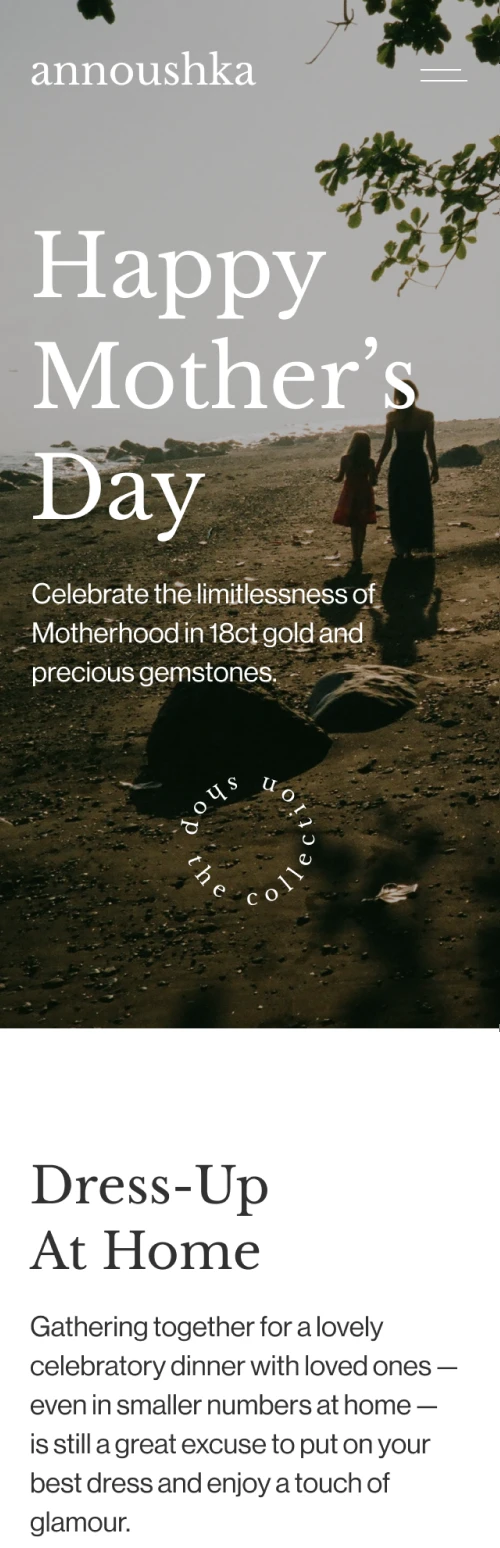 annoushka
Happy
Mother’s
Day
Celebrate the limitlessness of
Motherhood in 18ct gold and
precious gemstones.
shop the collection
Dress-Up
At Home
Gathering together for a lovely
celebratory dinner with loved ones —
even in smaller numbers at home —
is still a great excuse to put on your
best dress and enjoy a touch of
glamour.